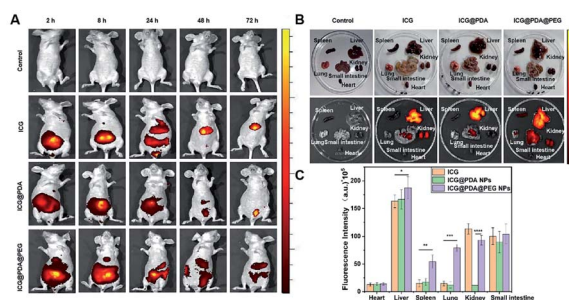 A
2 h 8 h 24 h 48 h 72 h
Control
ICG
ICG@PDA
ICG@PDA@PEG
B
Control ICG ICG@PDA ICG@PDA@PEG
Spleen Liver Spleen Liver Spleen Liver Spleen Liver
Kidney Kidney Kidney Kidney
Lung Lung Lung Lung
Small intestine Small intestine Small intestine Small intestine
Heart Heart Heart Heart
Spleen Liver Spleen Liver Spleen Liver Spleen Liver
Kidney Kidney Kidney Kidney
Lung Lung Lung Lung
Small intestine Small intestine Small intestine Small intestine
Heart Heart Heart Heart
C
Fluorescence Intensity (a.u.)*10
ICG
ICG@PDA NPs
ICG@PDA@PEG NPs
200
150
100
50
0
* ** *** ****
Heart Liver Spleen Lung Kidney Small intestine